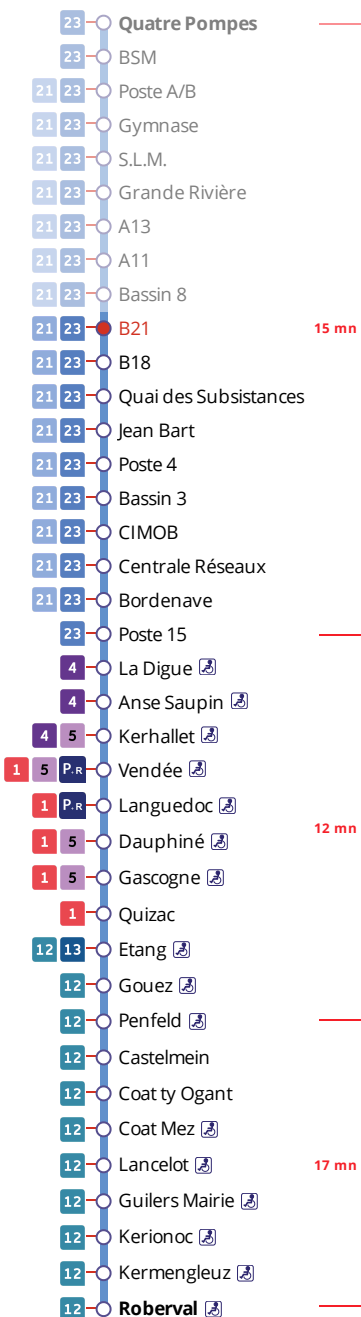 23 Quatre Pompes
23 BSM
21 23 Poste A/B
21 23 Gymnase
21 23 S.L.M.
21 23 Grande Rivière
21 23 A13
21 23 A11
21 23 Bassin 8
21 23 B21 15 mn
21 23 B18
21 23 Quai des Subsistances
21 23 Jean Bart
21 23 Poste 4
21 23 Bassin 3
21 23 CIMOB
21 23 Centrale Réseaux
21 23 Bordenave
23 Poste 15
4 La Digue
4 Anse Saupin
4 5 Kerhallet
1 5 P.R Vendée
1 P.R Languedoc
12 mn
1 5 Dauphiné
1 5 Gascogne
1 Quizac
12 13 Etang
12 Gouez
12 Penfeld
12 Castelmein
12 Coat ty Ogant
12 Coat Mez
12 Lancelot 17 mn
12 Guilers Mairie
12 Kerionoc
12 Kermengleuz
12 Roberval